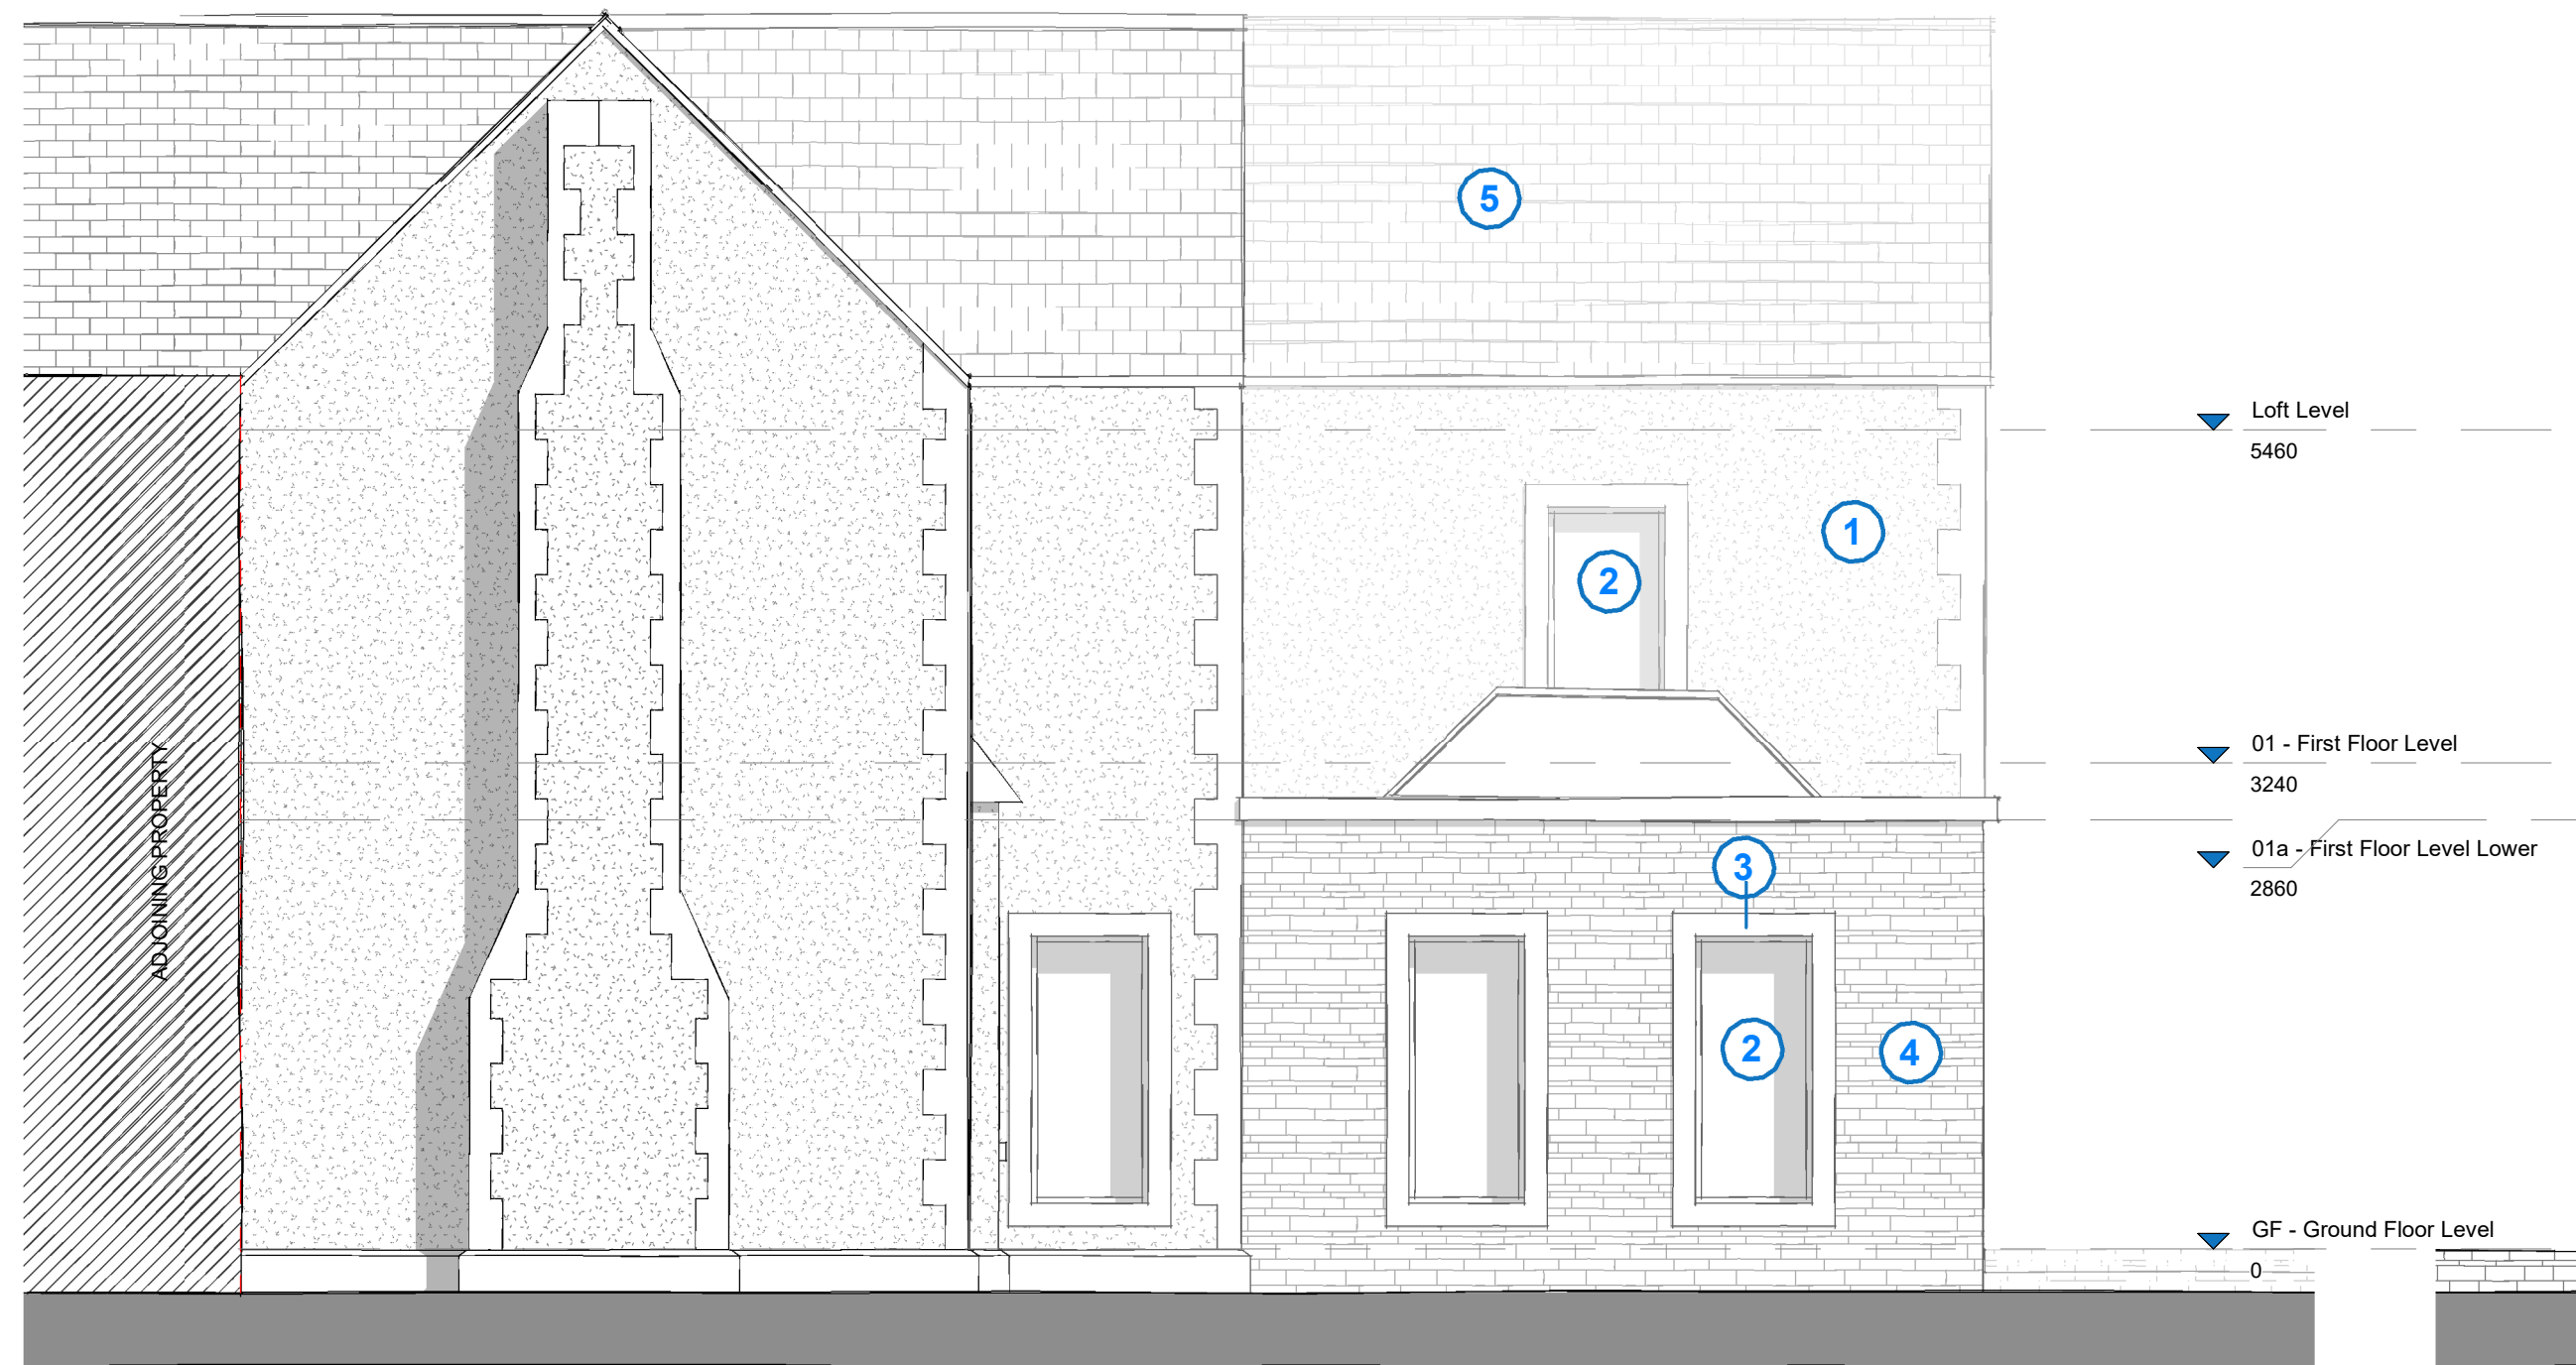 5
Loft Level
5460
1
2
01 - First Floor Level
3240
3
01a - First Floor Level Lower
2860
ADJOINING PROPERTY
2
4
GF - Ground Floor Level
0